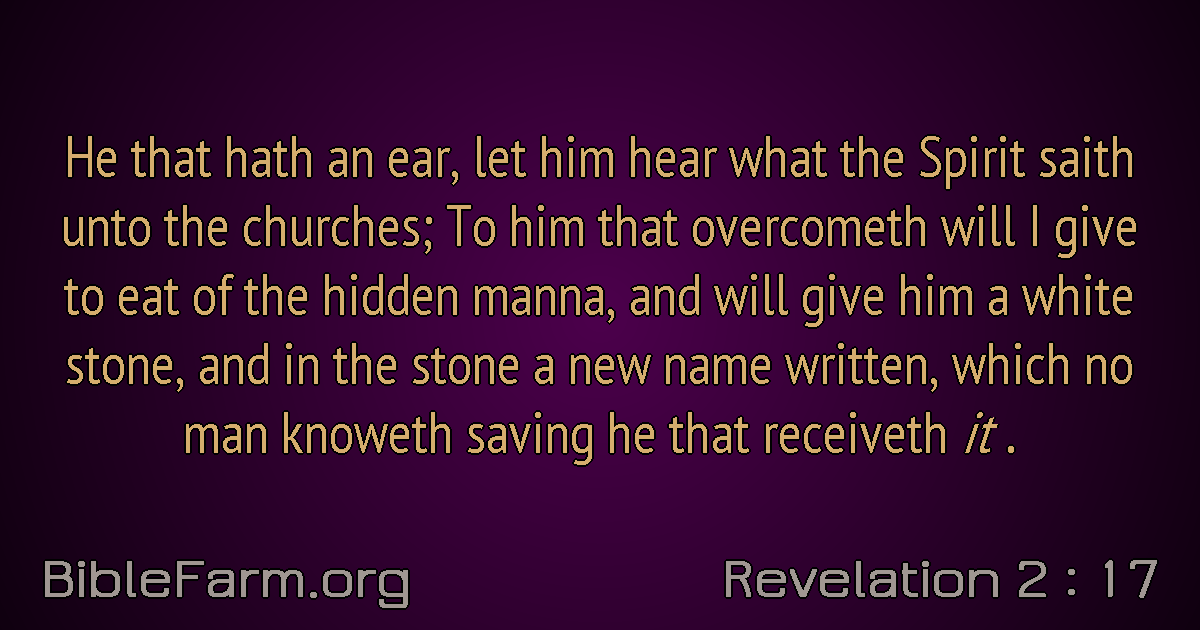 He that hath an ear, let him hear what the Spirit saith
unto the churches; To him that overcometh will I give
to eat of the hidden manna, and will give him a white
stone, and in the stone a new name written, which no
man knoweth saving he that receiveth it .
BibleFarm.org
Revelation 2 : 17